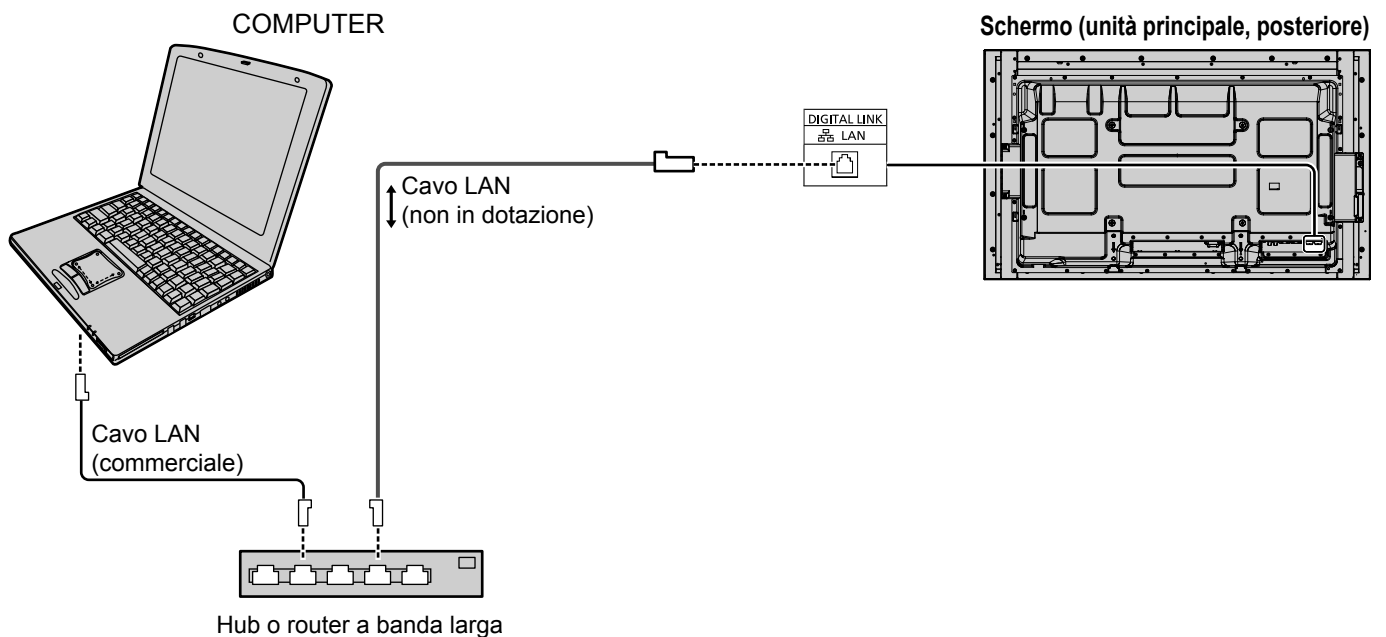 COMPUTER
Schermo (unità principale, posteriore)
DIGITAL LINK
LAN
Cavo LAN
(non in dotazione)
Cavo LAN
(commerciale)
Hub o router a banda larga